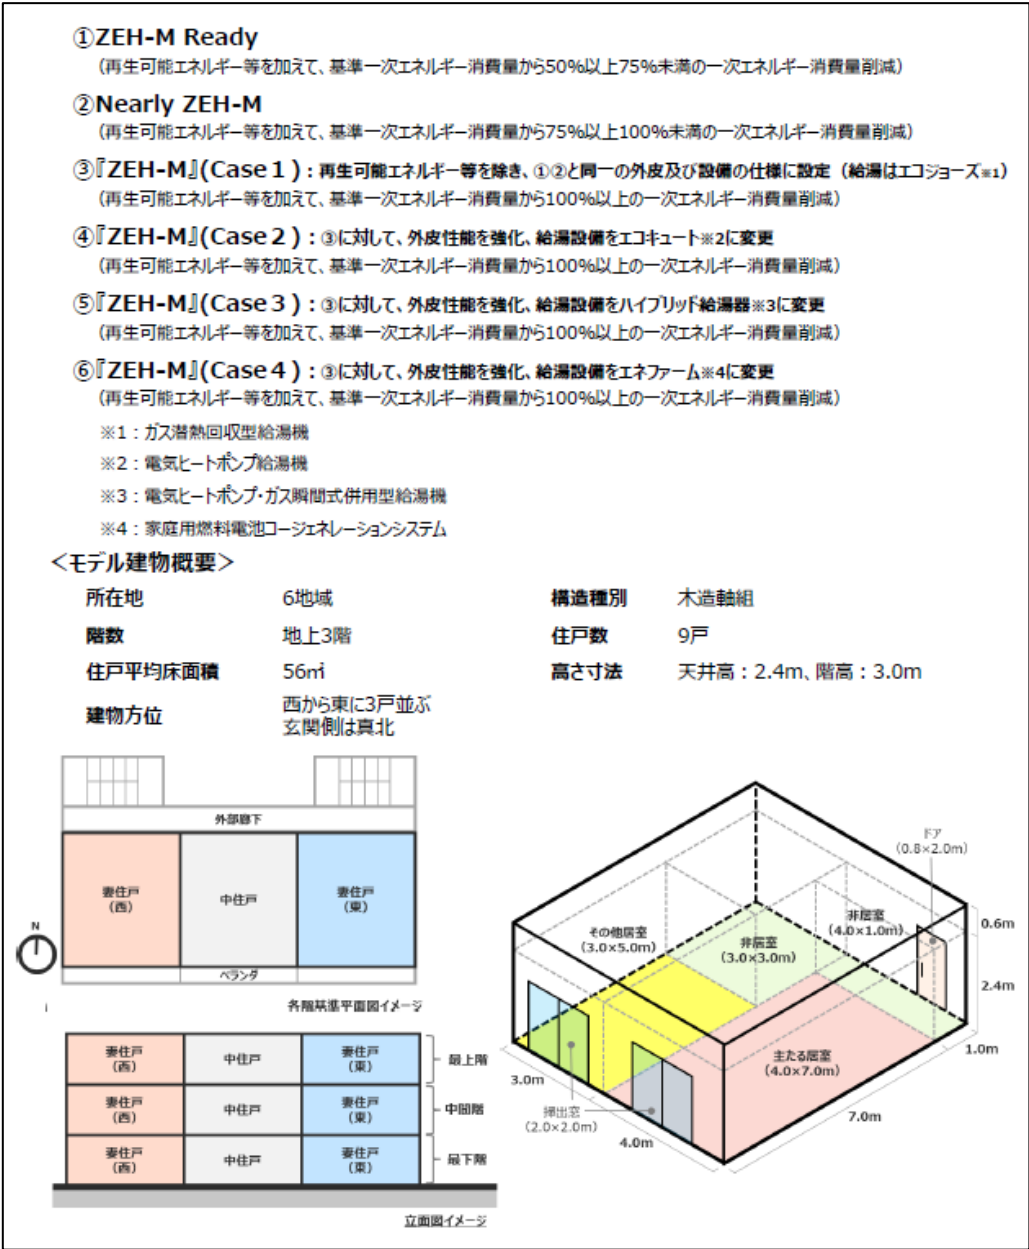 ①ZEH-M Ready
（再生可能エネルギー等を加えて、基準一次エネルギー消費量から50％以上75％未満の一次エネルギー消費量削減）
②Nearly ZEH-M
（再生可能エネルギー等を加えて、基準一次エネルギー消費量から75％以上100％未満の一次エネルギー消費量削減）
③『ZEH-M』(Case１)：再生可能エネルギー等を除き、①②と同一の外皮及び設備の仕様に設定（給湯はエコジョーズ※1）
（再生可能エネルギー等を加えて、基準一次エネルギー消費量から100％以上の一次エネルギー消費量削減）
④『ZEH-M』(Case２)：③に対して、外皮性能を強化、給湯設備をエコキュート※2に変更
（再生可能エネルギー等を加えて、基準一次エネルギー消費量から100％以上の一次エネルギー消費量削減）
⑤『ZEH-M』(Case３)：③に対して、外皮性能を強化、給湯設備をハイブリッド給湯器※3に変更
（再生可能エネルギー等を加えて、基準一次エネルギー消費量から100％以上の一次エネルギー消費量削減）
⑥『ZEH-M』(Case４)：③に対して、外皮性能を強化、給湯設備をエネファーム※4に変更
（再生可能エネルギー等を加えて、基準一次エネルギー消費量から100％以上の一次エネルギー消費量削減）
※1：ガス潜熱回収型給湯機
※2：電気ヒートポンプ給湯機
※3：電気ヒートポンプ・ガス瞬間式併用型給湯機
※4：家庭用燃料電池コージェネレーションシステム
＜モデル建物概要＞
所在地 6地域 構造種別 木造軸組
階数 地上3階 住戸数 9戸
住戸平均床面積 56㎡ 高さ寸法 天井高：2.4m、階高：3.0m
建物方位 西から東に3戸並ぶ
玄関側は真北
外部廊下
妻住戸
（西）
中住戸
妻住戸
（東）
N
ベランダ
各階基準平面図イメージ
妻住戸
（西）
中住戸
妻住戸
（東）
最上階
妻住戸
（西）
中住戸
妻住戸
（東）
中間階
妻住戸
（西）
中住戸
妻住戸
（東）
最下階
立面図イメージ
ドア
（0.8×2.0m）
その他居室
（3.0×5.0m）
非居室
（3.0×3.0m）
非居室
（4.0×1.0m）
0.6m
2.4m
1.0m
主たる居室
（4.0×7.0m）
3.0m
掃出窓
（2.0×2.0m）
4.0m
7.0m